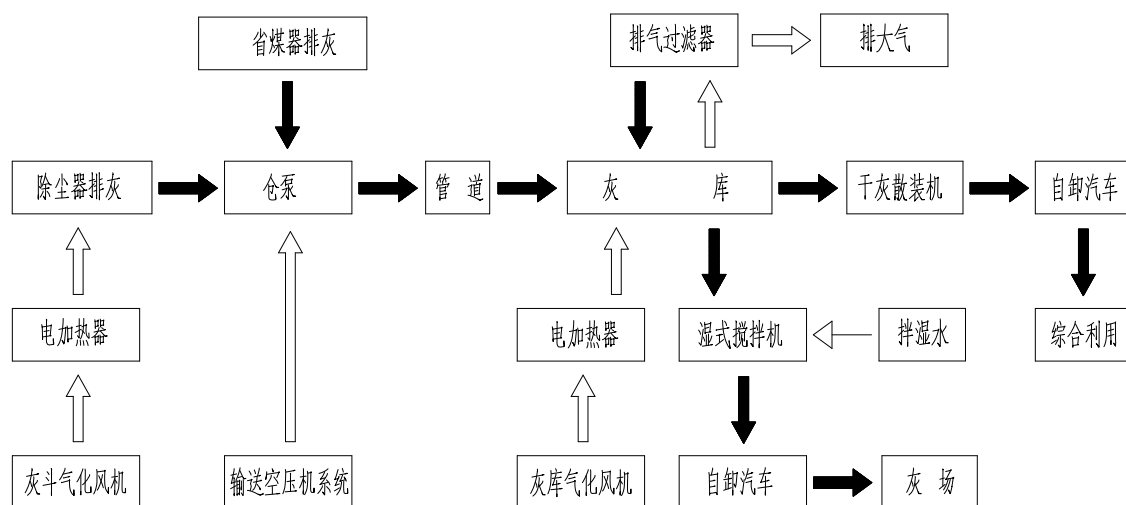 省煤器排灰
排气过滤器
排大气
除尘器排灰
仓泵
管道
灰库
干灰散装机
自卸汽车
电加热器
电加热器
湿式搅拌机
拌湿水
综合利用
灰斗气化风机
输送空压机系统
灰库气化风机
自卸汽车
灰场